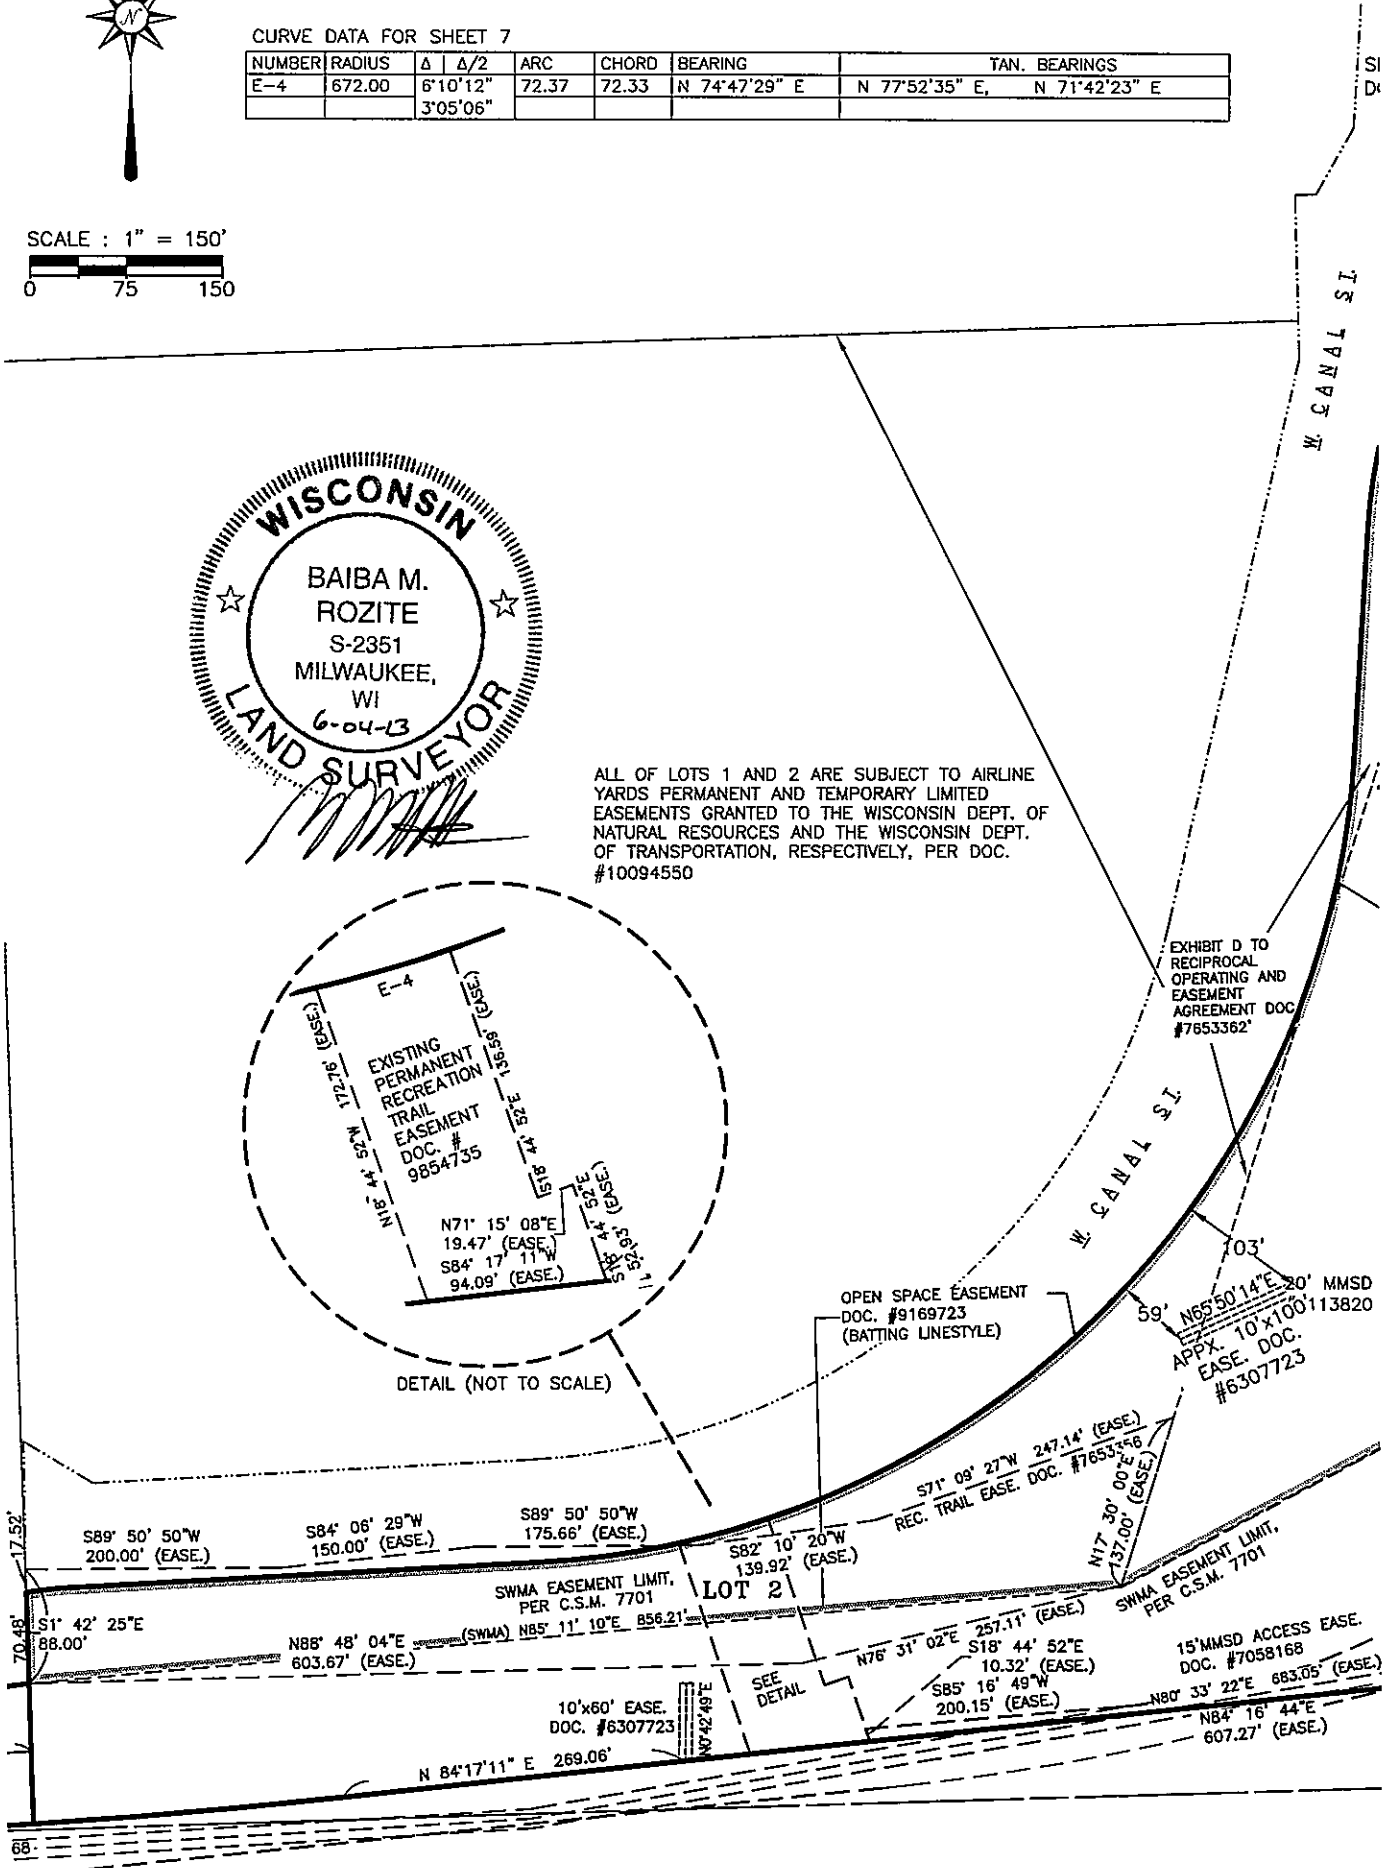 N
CURVE DATA FOR SHEET 7
NUMBER RADIUS Δ | Δ/2 ARC CHORD BEARING TAN. BEARINGS
E-4 672.00 6°10'12" 72.37 72.33 N 74°47'29" E N 77°52'35" E, N 71°42'23" E
3°05'06"
SCALE : 1" = 150'
0 75 150
W. CANAL ST.
WISCONSIN
BAIBA M.
ROZITE
S-2351
MILWAUKEE,
WI
6-04-13
LAND SURVEYOR
ALL OF LOTS 1 AND 2 ARE SUBJECT TO AIRLINE
YARDS PERMANENT AND TEMPORARY LIMITED
EASEMENTS GRANTED TO THE WISCONSIN DEPT. OF
NATURAL RESOURCES AND THE WISCONSIN DEPT.
OF TRANSPORTATION, RESPECTIVELY, PER DOC.
#10094550
EXHIBIT D TO
RECIPROCAL
OPERATING AND
EASEMENT
AGREEMENT DOC
#7653362'
E-4
N18° 44' 52"W 172.76' (EASE.)
EXISTING
PERMANENT
RECREATION
TRAIL
EASEMENT
DOC. #
9854735
S18° 44' 52"E 136.59' (EASE.)
N71° 15' 08"E
19.47' (EASE.)
S84° 17' 11"W
94.09' (EASE.)
S18° 44' 52"E
52.93' (EASE.)
DETAIL (NOT TO SCALE)
W. CANAL ST.
103'
59'
N65°50'14"E 20' MMSD
113820
APPX. 10'x100'
EASE. DOC.
#6307723
OPEN SPACE EASEMENT
DOC. #9169723
(BATTING LINESTYLE)
S71° 09' 27"W 247.14' (EASE.)
REC. TRAIL EASE. DOC. #7653356
N17° 30' 00"E
137.00' (EASE.)
17.52'
S89° 50' 50"W
200.00' (EASE.)
S84° 06' 29"W
150.00' (EASE.)
S89° 50' 50"W
175.66' (EASE.)
S82° 10' 20"W
139.92' (EASE.)
SWMA EASEMENT LIMIT,
PER C.S.M. 7701
LOT 2
SWMA EASEMENT LIMIT,
PER C.S.M. 7701
70.48'
S1° 42' 25"E
88.00'
N88° 48' 04"E
603.67' (EASE.)
(SWMA) N85° 11' 10"E 856.21'
N76° 31' 02"E 257.11' (EASE.)
S18° 44' 52"E
10.32' (EASE.)
S85° 16' 49"W
200.15' (EASE.)
15'MMSD ACCESS EASE.
DOC. #7058168
N80° 33' 22"E 683.05' (EASE.)
N84° 16' 44"E
607.27' (EASE.)
SEE
DETAIL
10'x60' EASE.
DOC. #6307723
N0°42'49"E
N 84°17'11" E 269.06'
68